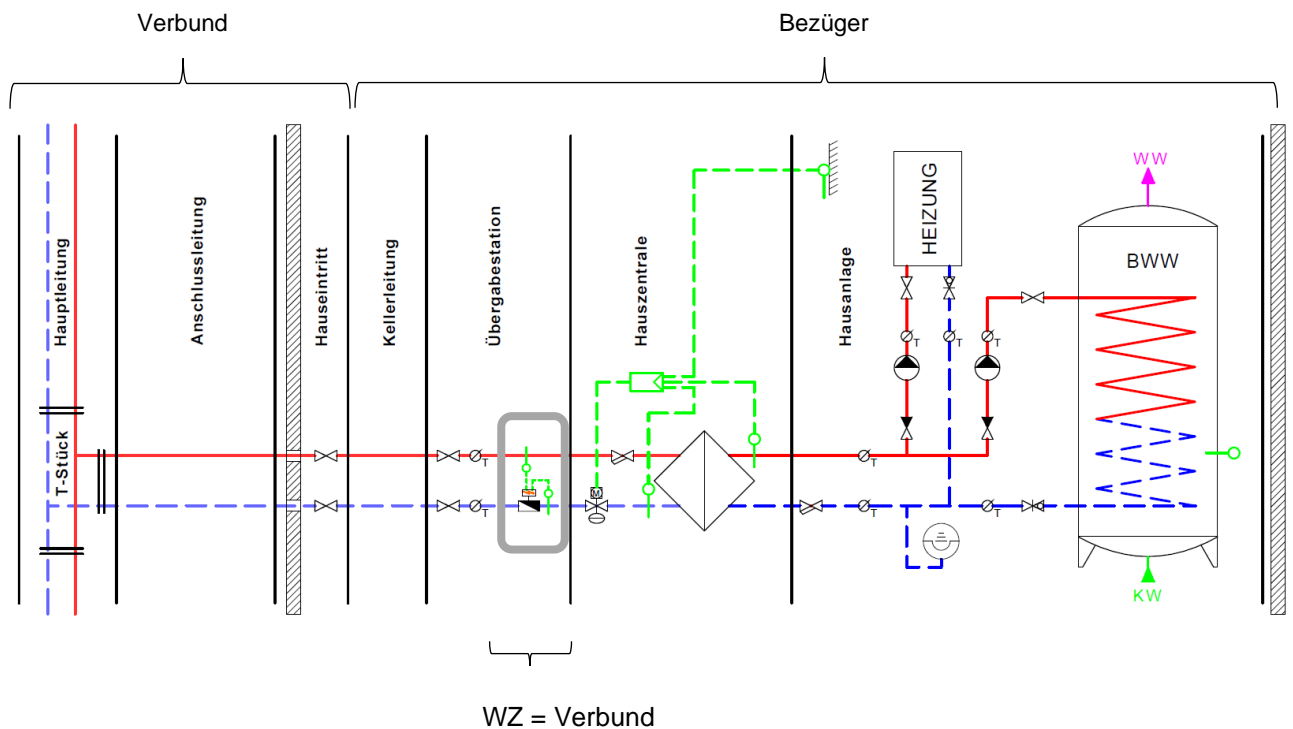 Verbund
Bezüger
Hauptleitung
T-Stück
Anschlussleitung
Hauseintritt
Kellerleitung
Übergabestation
Hauszentrale
Hausanlage
HEIZUNG
WW
BWW
KW
M
T
T
T
T
T
T
T
T
WZ = Verbund